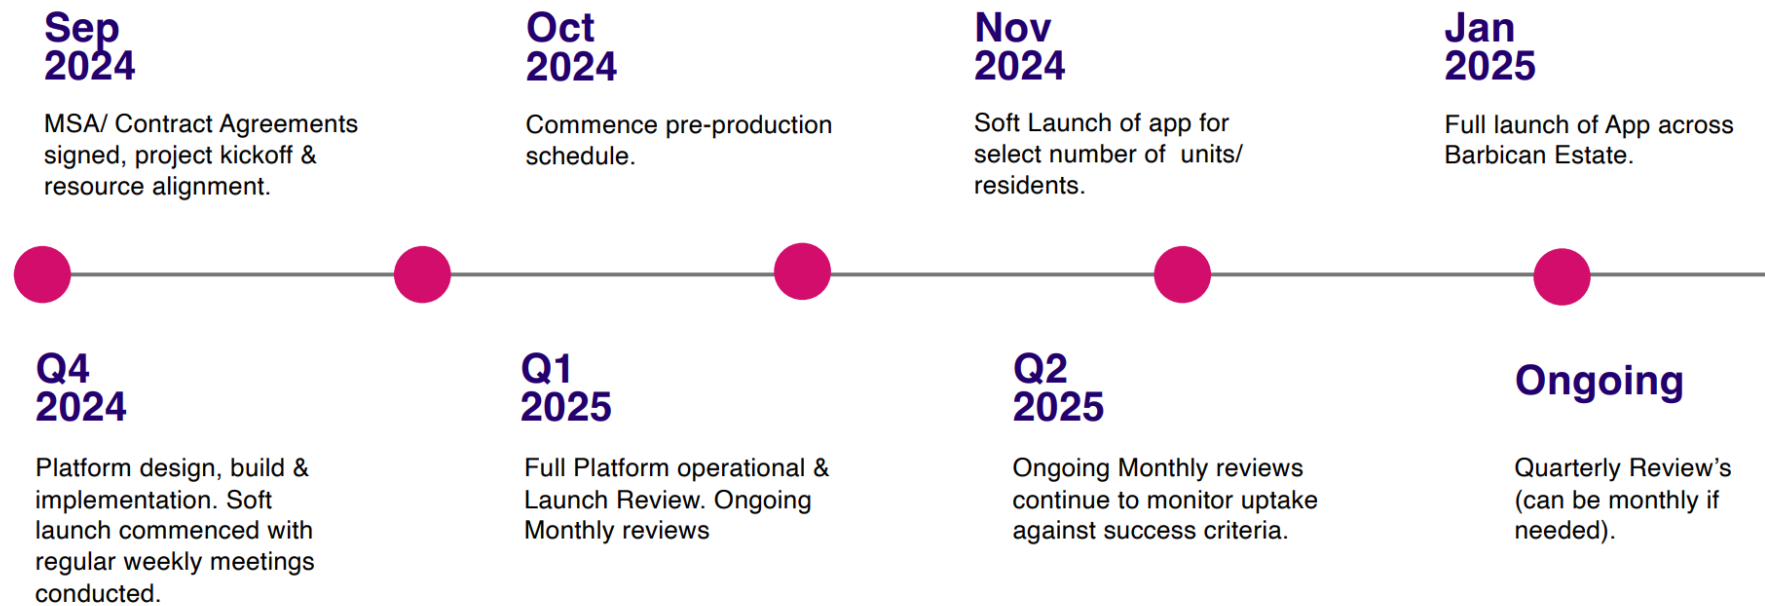 Sep
2024
MSA/ Contract Agreements
signed, project kickoff &
resource alignment.
Oct
2024
Commence pre-production
schedule.
Nov
2024
Soft Launch of app for
select number of  units/
residents.
Jan
2025
Full launch of App across
Barbican Estate.
Q4
2024
Platform design, build &
implementation. Soft
launch commenced with
regular weekly meetings
conducted.
Q1
2025
Full Platform operational &
Launch Review. Ongoing
Monthly reviews
Q2
2025
Ongoing Monthly reviews
continue to monitor uptake
against success criteria.
Ongoing
Quarterly Review’s
(can be monthly if
needed).